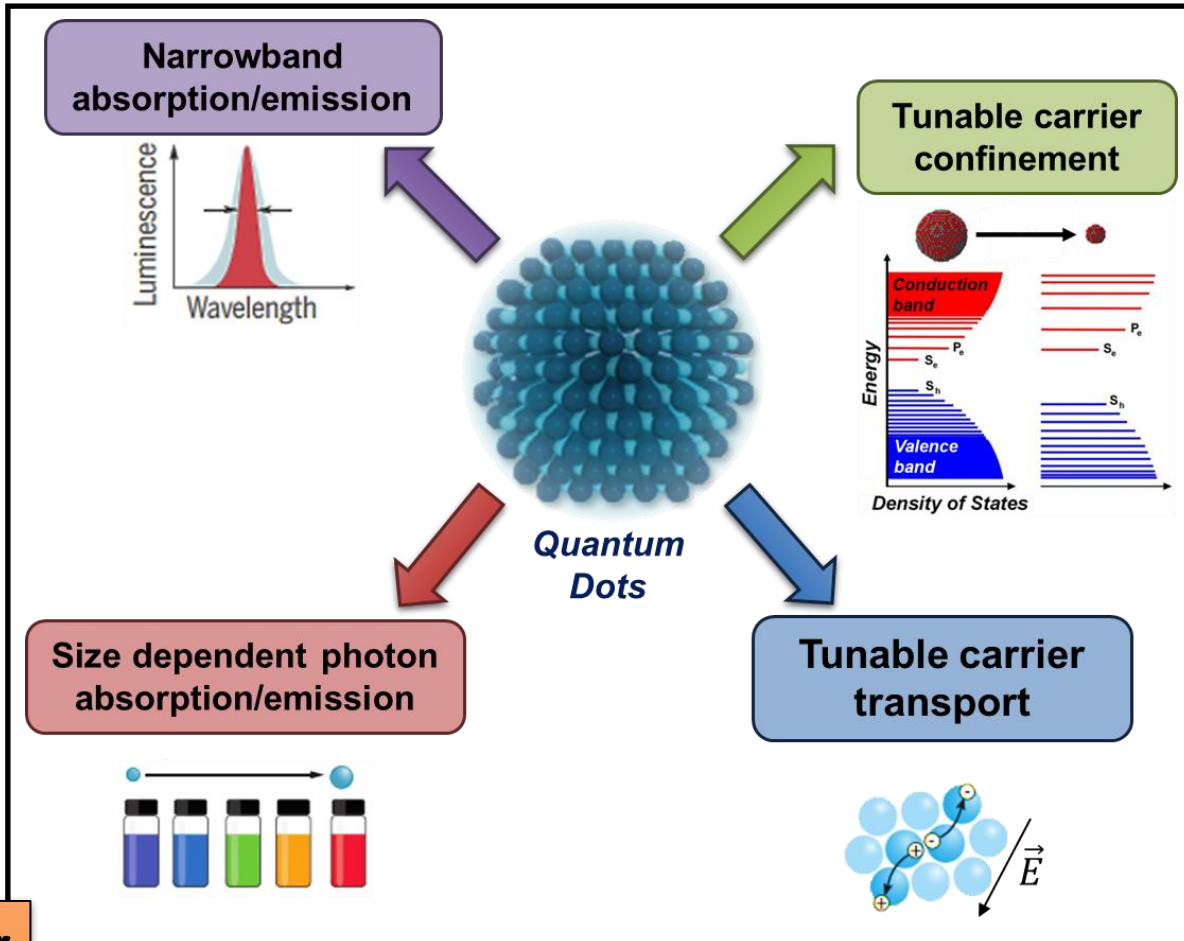 Narrowband
absorption/emission
Luminescence
Wavelength
Tunable carrier
confinement
Conduction
band
Pe
Se
Sh
Valence
band
Energy
Density of States
Pe
Se
Sh
Quantum
Dots
Size dependent photon
absorption/emission
Tunable carrier
transport
-
-
+
+
E⃗